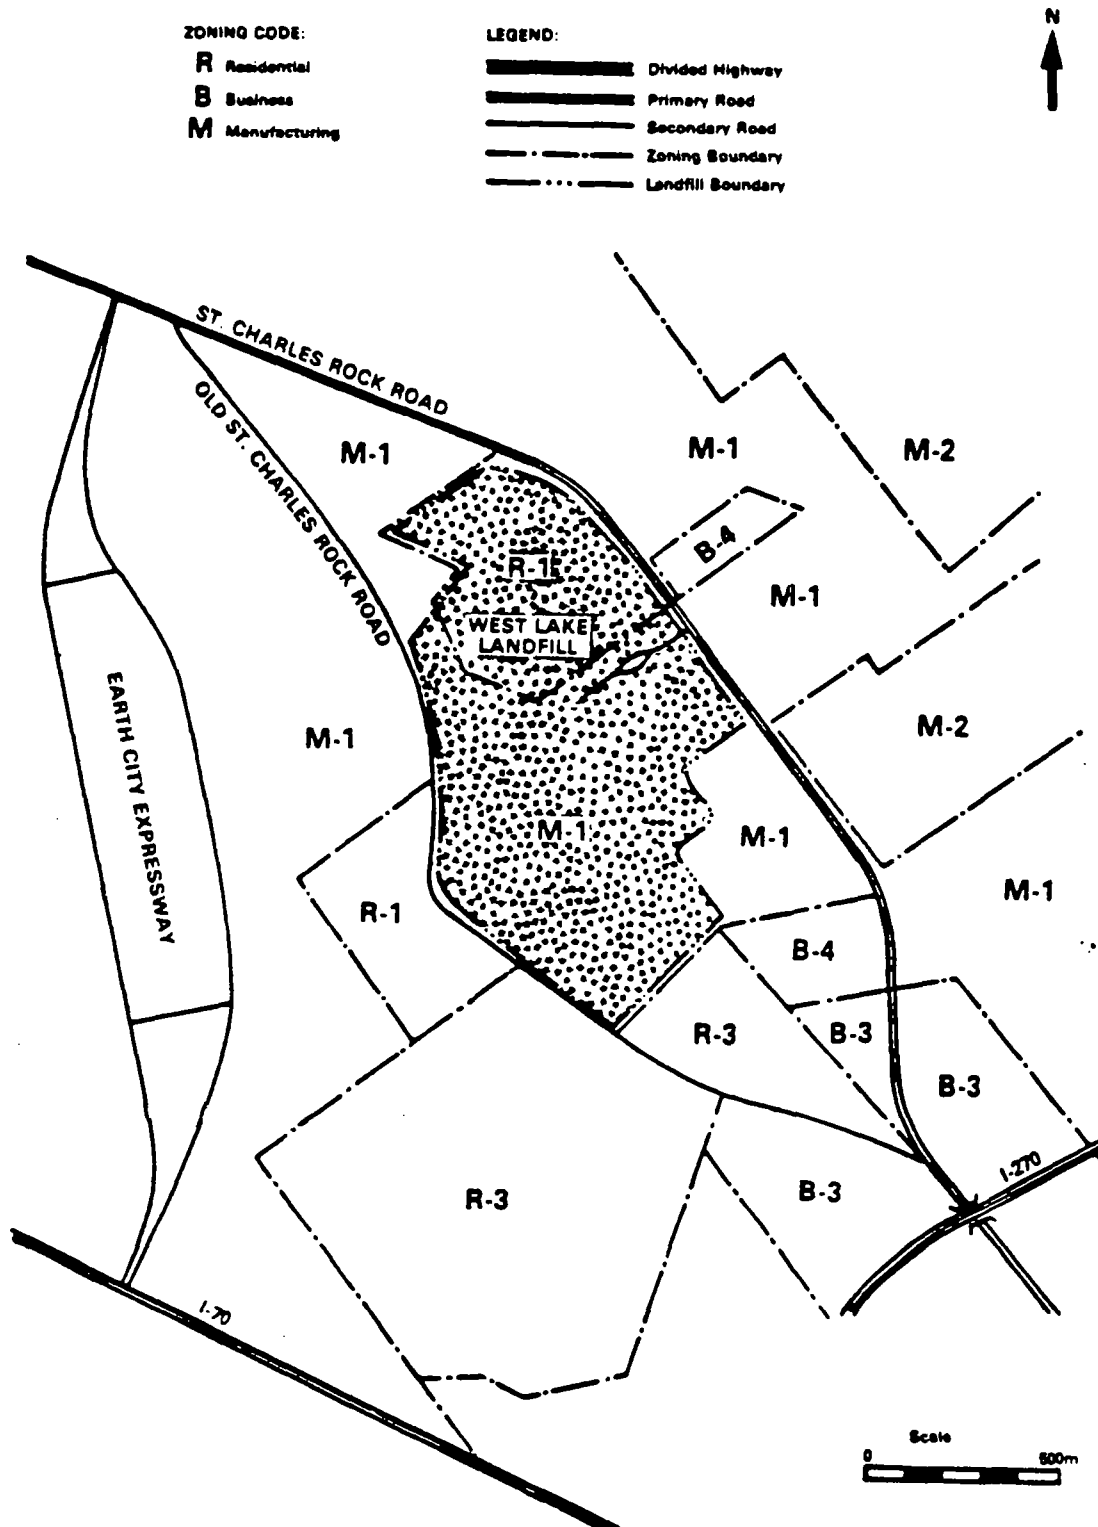 N
ZONING CODE:
R Residential
B Business
M Manufacturing
LEGEND:
Divided Highway
Primary Road
Secondary Road
Zoning Boundary
Landfill Boundary
ST. CHARLES ROCK ROAD
OLD ST. CHARLES ROCK ROAD
M-1
M-1
M-2
B-4
R-1
M-1
WEST LAKE
LANDFILL
EARTH CITY EXPRESSWAY
M-1
M-2
M-1
M-1
M-1
R-1
B-4
R-3
B-3
B-3
I-270
R-3
B-3
I-70
Scale
0 500m